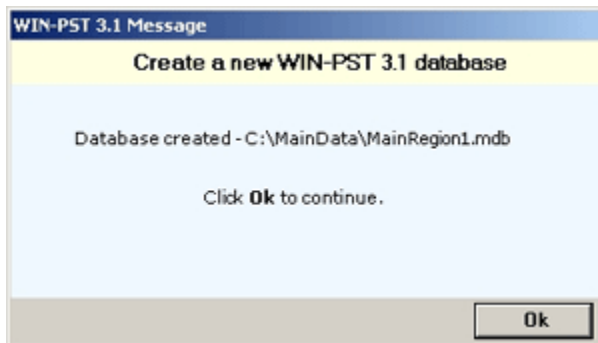 WIN-PST 3.1 Message
Create a new WIN-PST 3.1 database
Database created - C:\MainData\MainRegion1.mdb
Click Ok to continue.
Ok